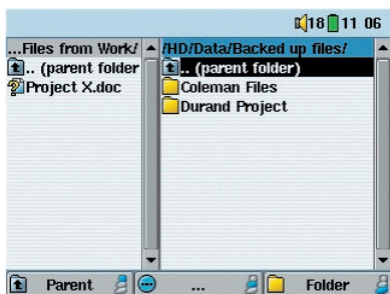 18 11 06
...Files from Work/
.. (parent folder
Project X.doc
/HD/Data/Backed up files/
.. (parent folder)
Coleman Files
Durand Project
Parent
...
Folder